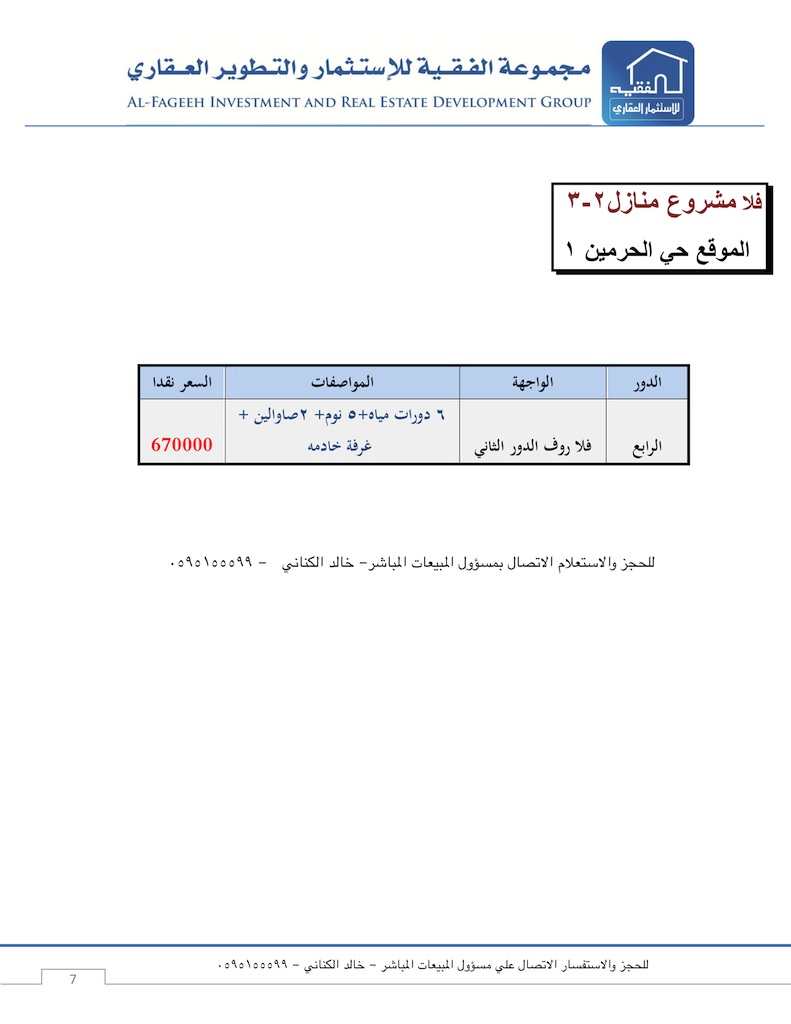 مجموعة الفقية للإستثمار والتطوير العقاري
AL-FAGEEH INVESTMENT AND REAL ESTATE DEVELOPMENT GROUP
الفقيه
للإستثمار العقاري
فلا مشروع منازل٢-٣
الموقع حي الحرمين ١
الدور الواجهة المواصفات السعر نقدا
الرابع فلا روف الدور الثاني ٦ دورات مياه+٥ نوم+ ٢صاوالين +
غرفة خادمه 670000
للحجز والاستعلام الاتصال بمسؤول المبيعات المباشر- خالد الكناني - ٠٥٩٥١٥٥٥٩٩
للحجز والاستفسار الاتصال علي مسؤول المبيعات المباشر - خالد الكناني - ٠٥٩٥١٥٥٥٩٩
7